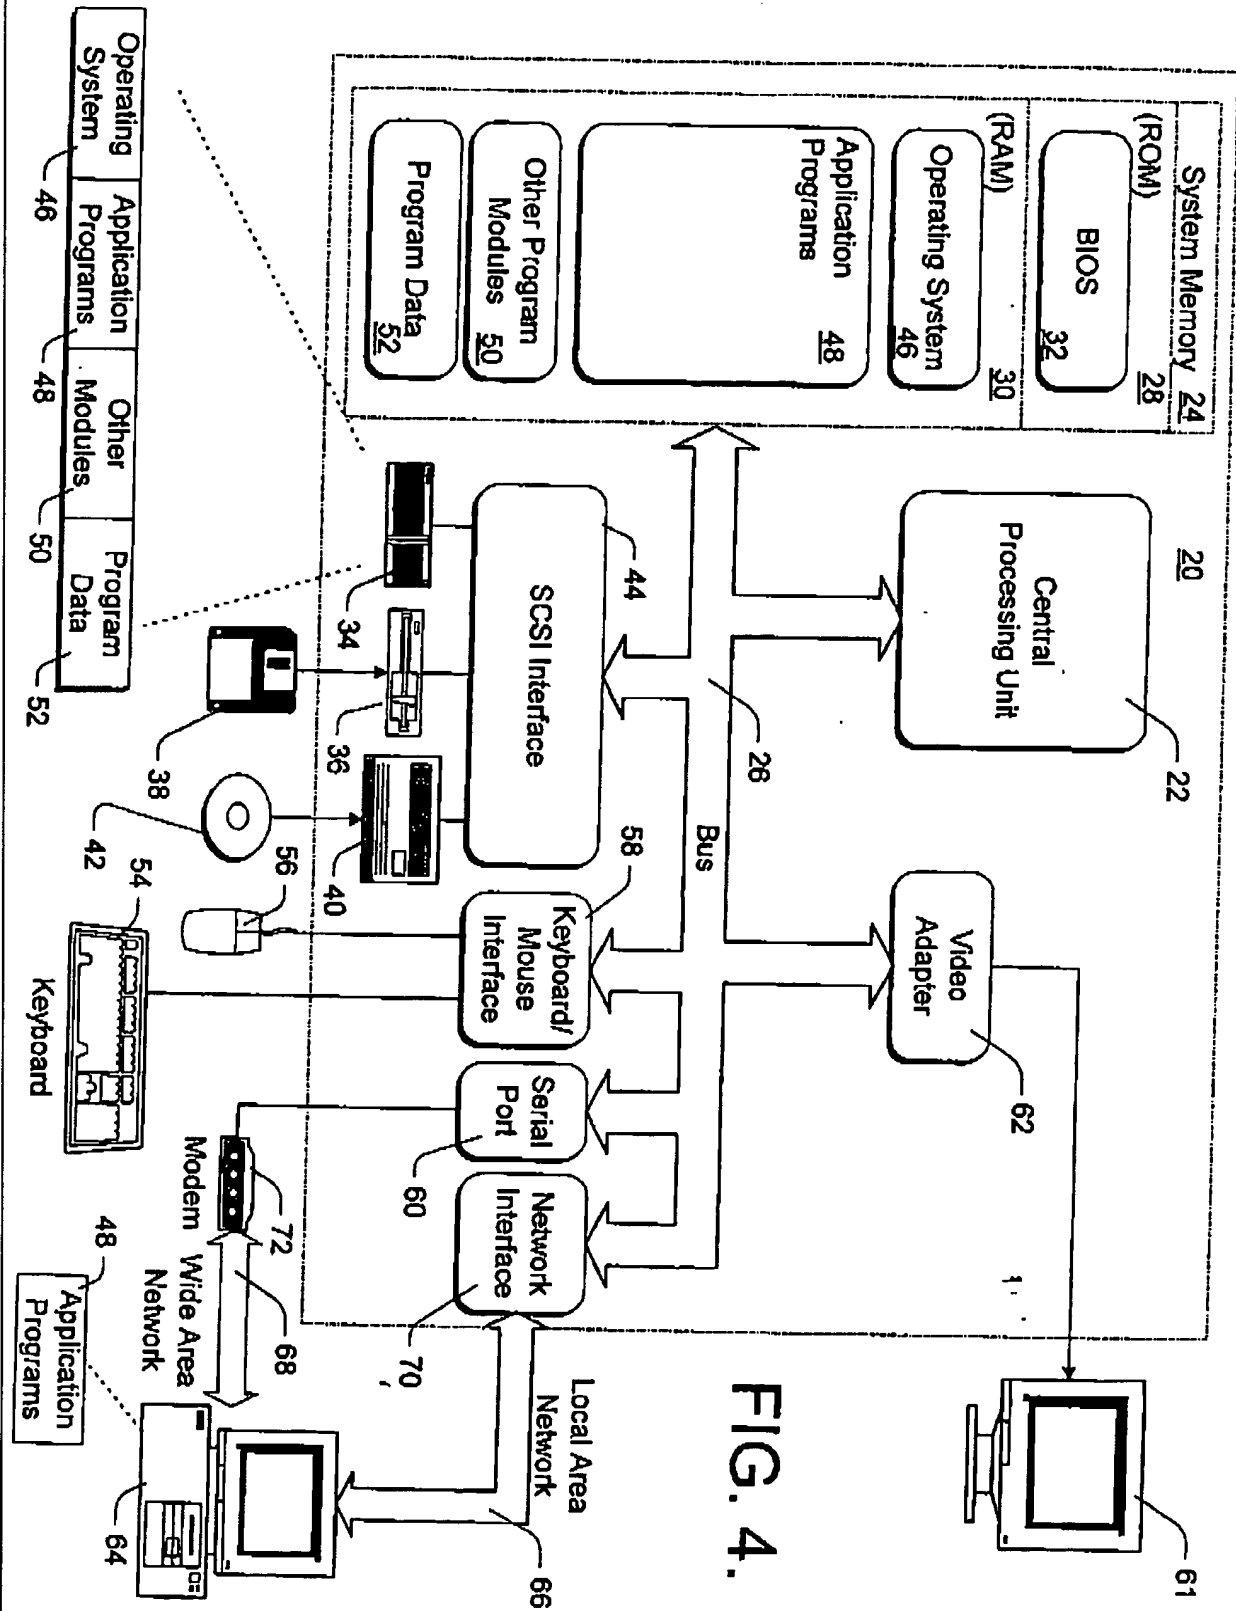 20
System Memory 24
(ROM) 28
BIOS
32
(RAM) 30
Operating System
46
Application
Programs
48
Other Program
Modules 50
Program Data
52
Central
Processing Unit
22
Video
Adapter
62
61
26
Bus
44
SCSI Interface
58
Keyboard/
Mouse
Interface
Serial
Port
60
Network
Interface
70
34
36
40
38
42
56
54
Keyboard
72
Modem
68
Wide Area
Network
Local Area
Network
66
64
48
Application
Programs
Operating
System
46
Application
Programs
48
Other
Modules
50
Program
Data
52
FIG. 4.